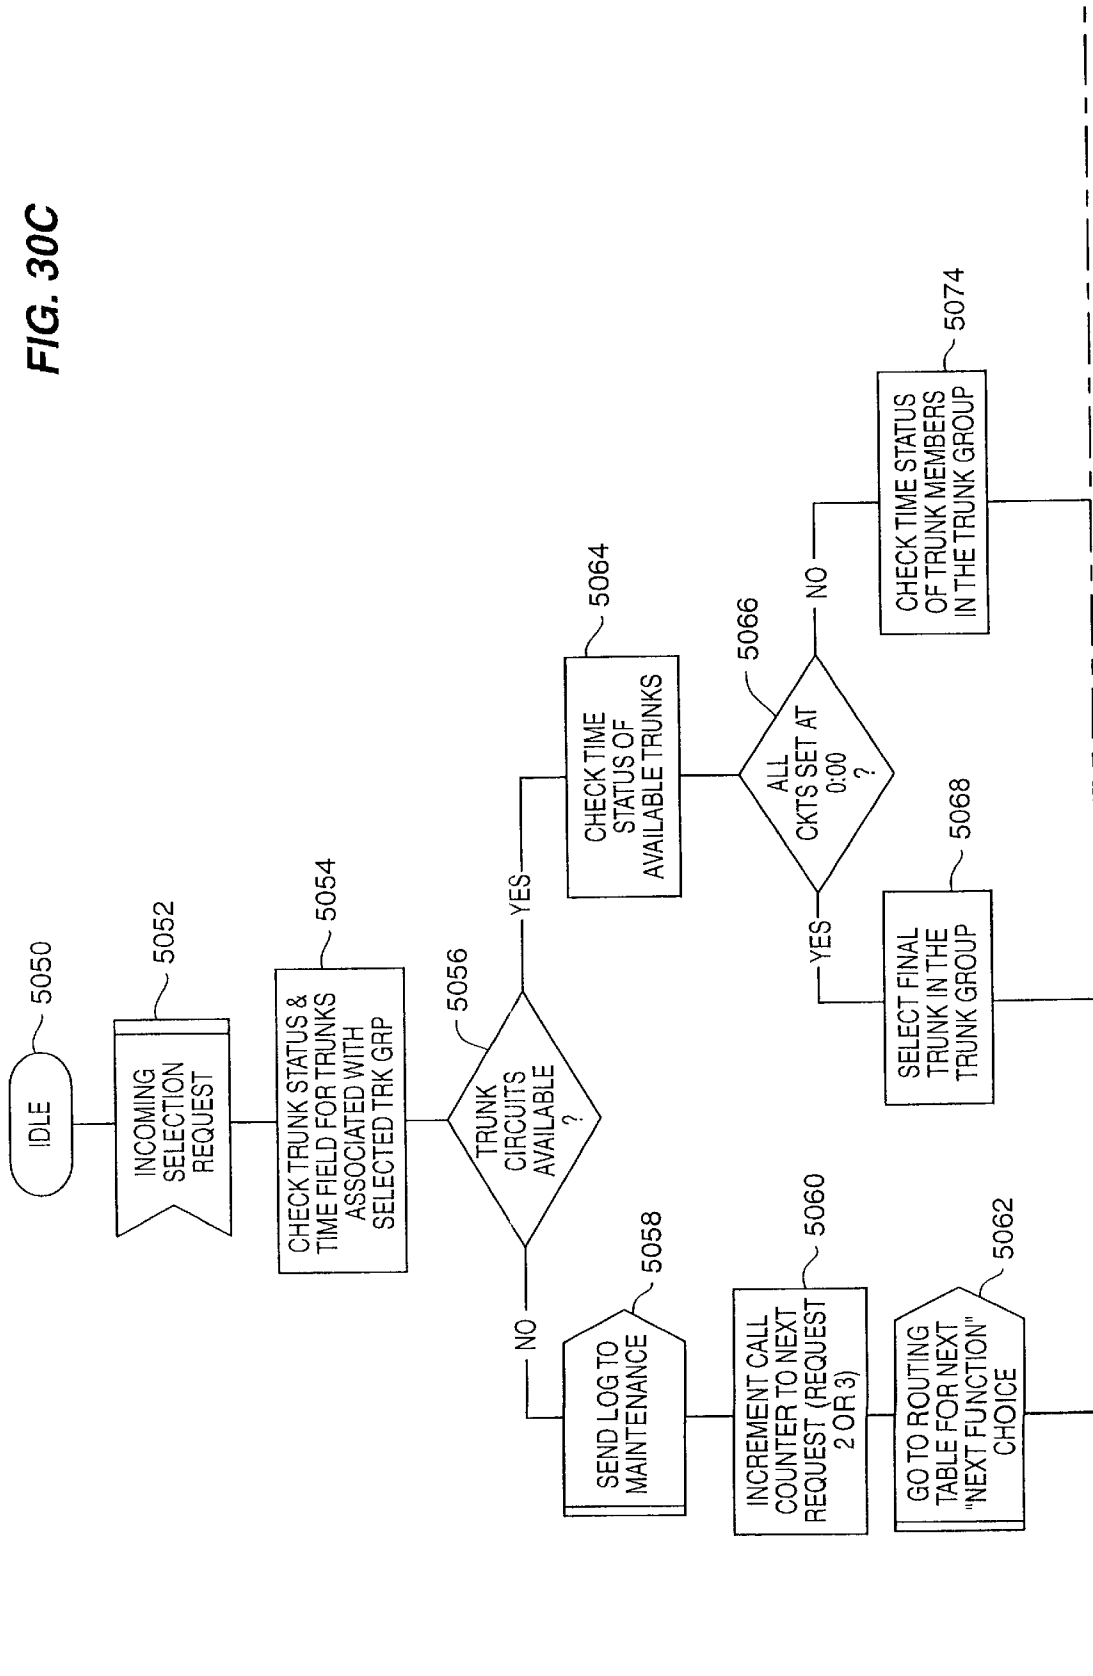 FIG. 30C
IDLE
5050
INCOMING
SELECTION
REQUEST
5052
CHECK TRUNK STATUS &
TIME FIELD FOR TRUNKS
ASSOCIATED WITH
SELECTED TRK GRP
5054
TRUNK
CIRCUITS
AVAILABLE
?
5056
NO
YES
SEND LOG TO
MAINTENANCE
5058
INCREMENT CALL
COUNTER TO NEXT
REQUEST (REQUEST
2 OR 3)
5060
GO TO ROUTING
TABLE FOR NEXT
"NEXT FUNCTION"
CHOICE
5062
CHECK TIME
STATUS OF
AVAILABLE TRUNKS
5064
ALL
CKTS SET AT
0:00
?
5066
YES
NO
SELECT FINAL
TRUNK IN THE
TRUNK GROUP
5068
CHECK TIME STATUS
OF TRUNK MEMBERS
IN THE TRUNK GROUP
5074